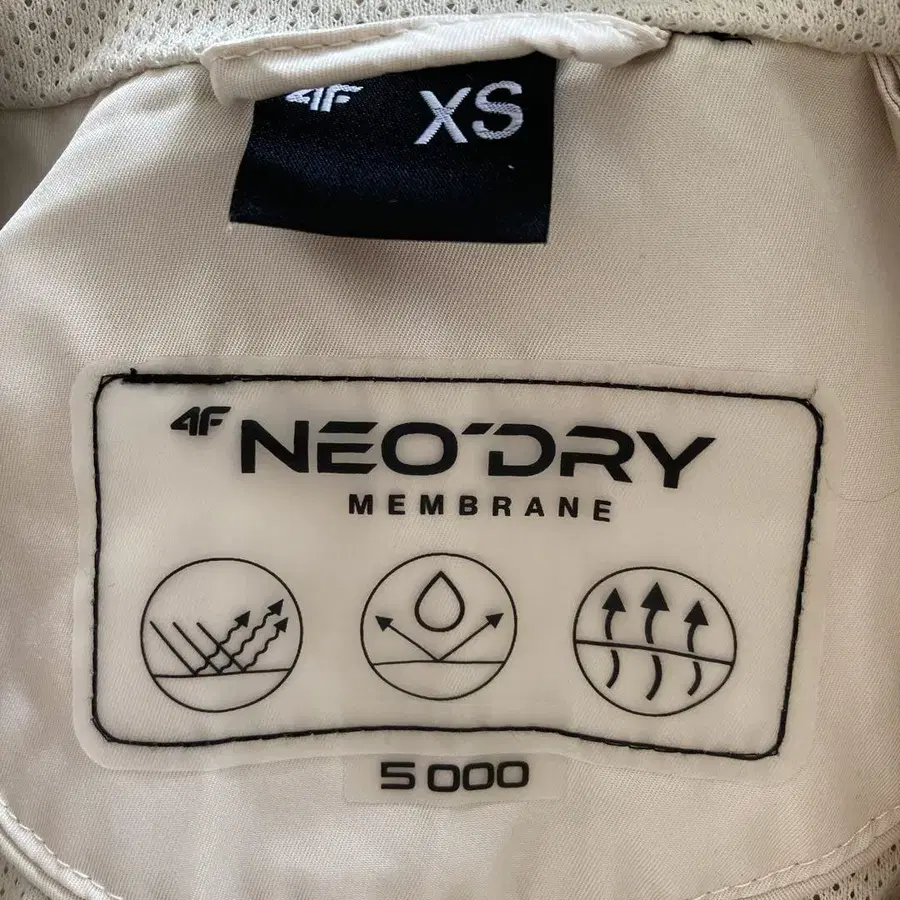 4F XS
4F NEO DRY
MEMBRANE
5 000